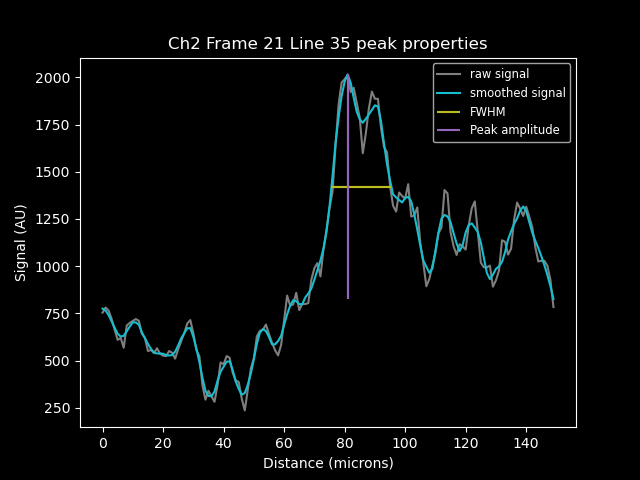 Ch2 Frame 21 Line 35 peak properties
raw signal
smoothed signal
FWHM
Peak amplitude
Signal (AU)
2000
1750
1500
1250
1000
750
500
250
0 20 40 60 80 100 120 140
Distance (microns)